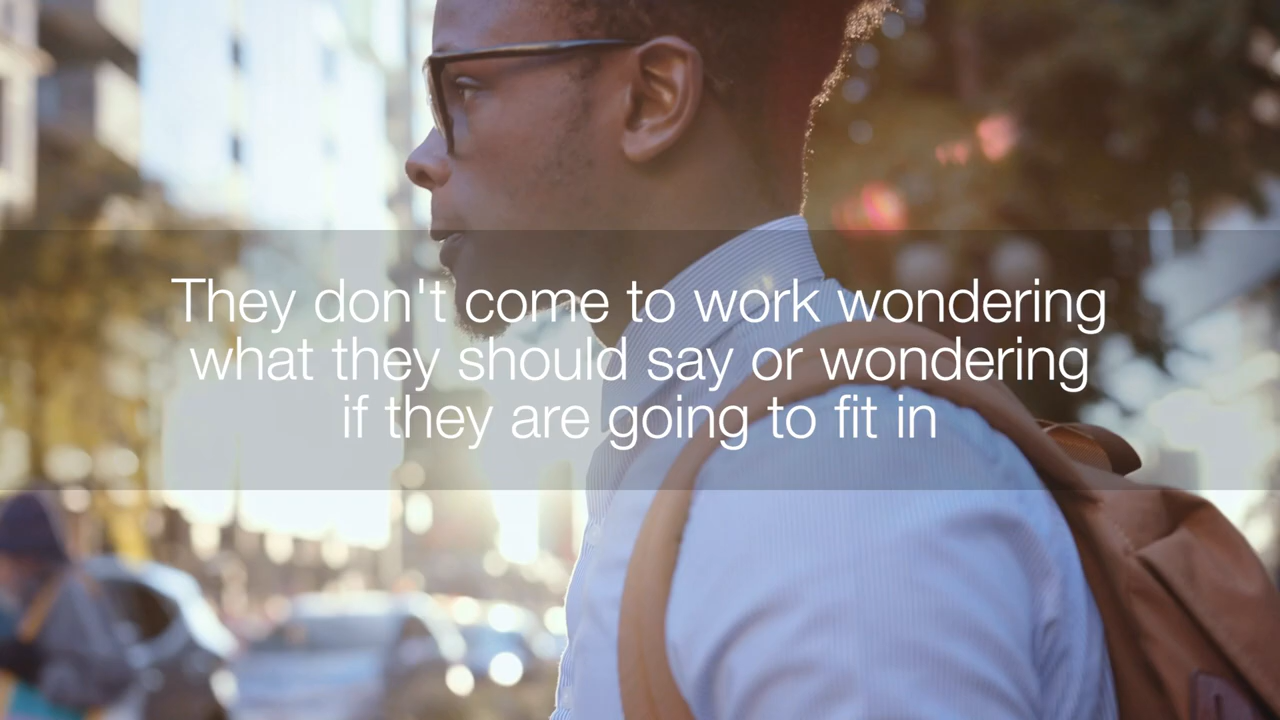 They don't come to work wondering
what they should say or wondering
if they are going to fit in